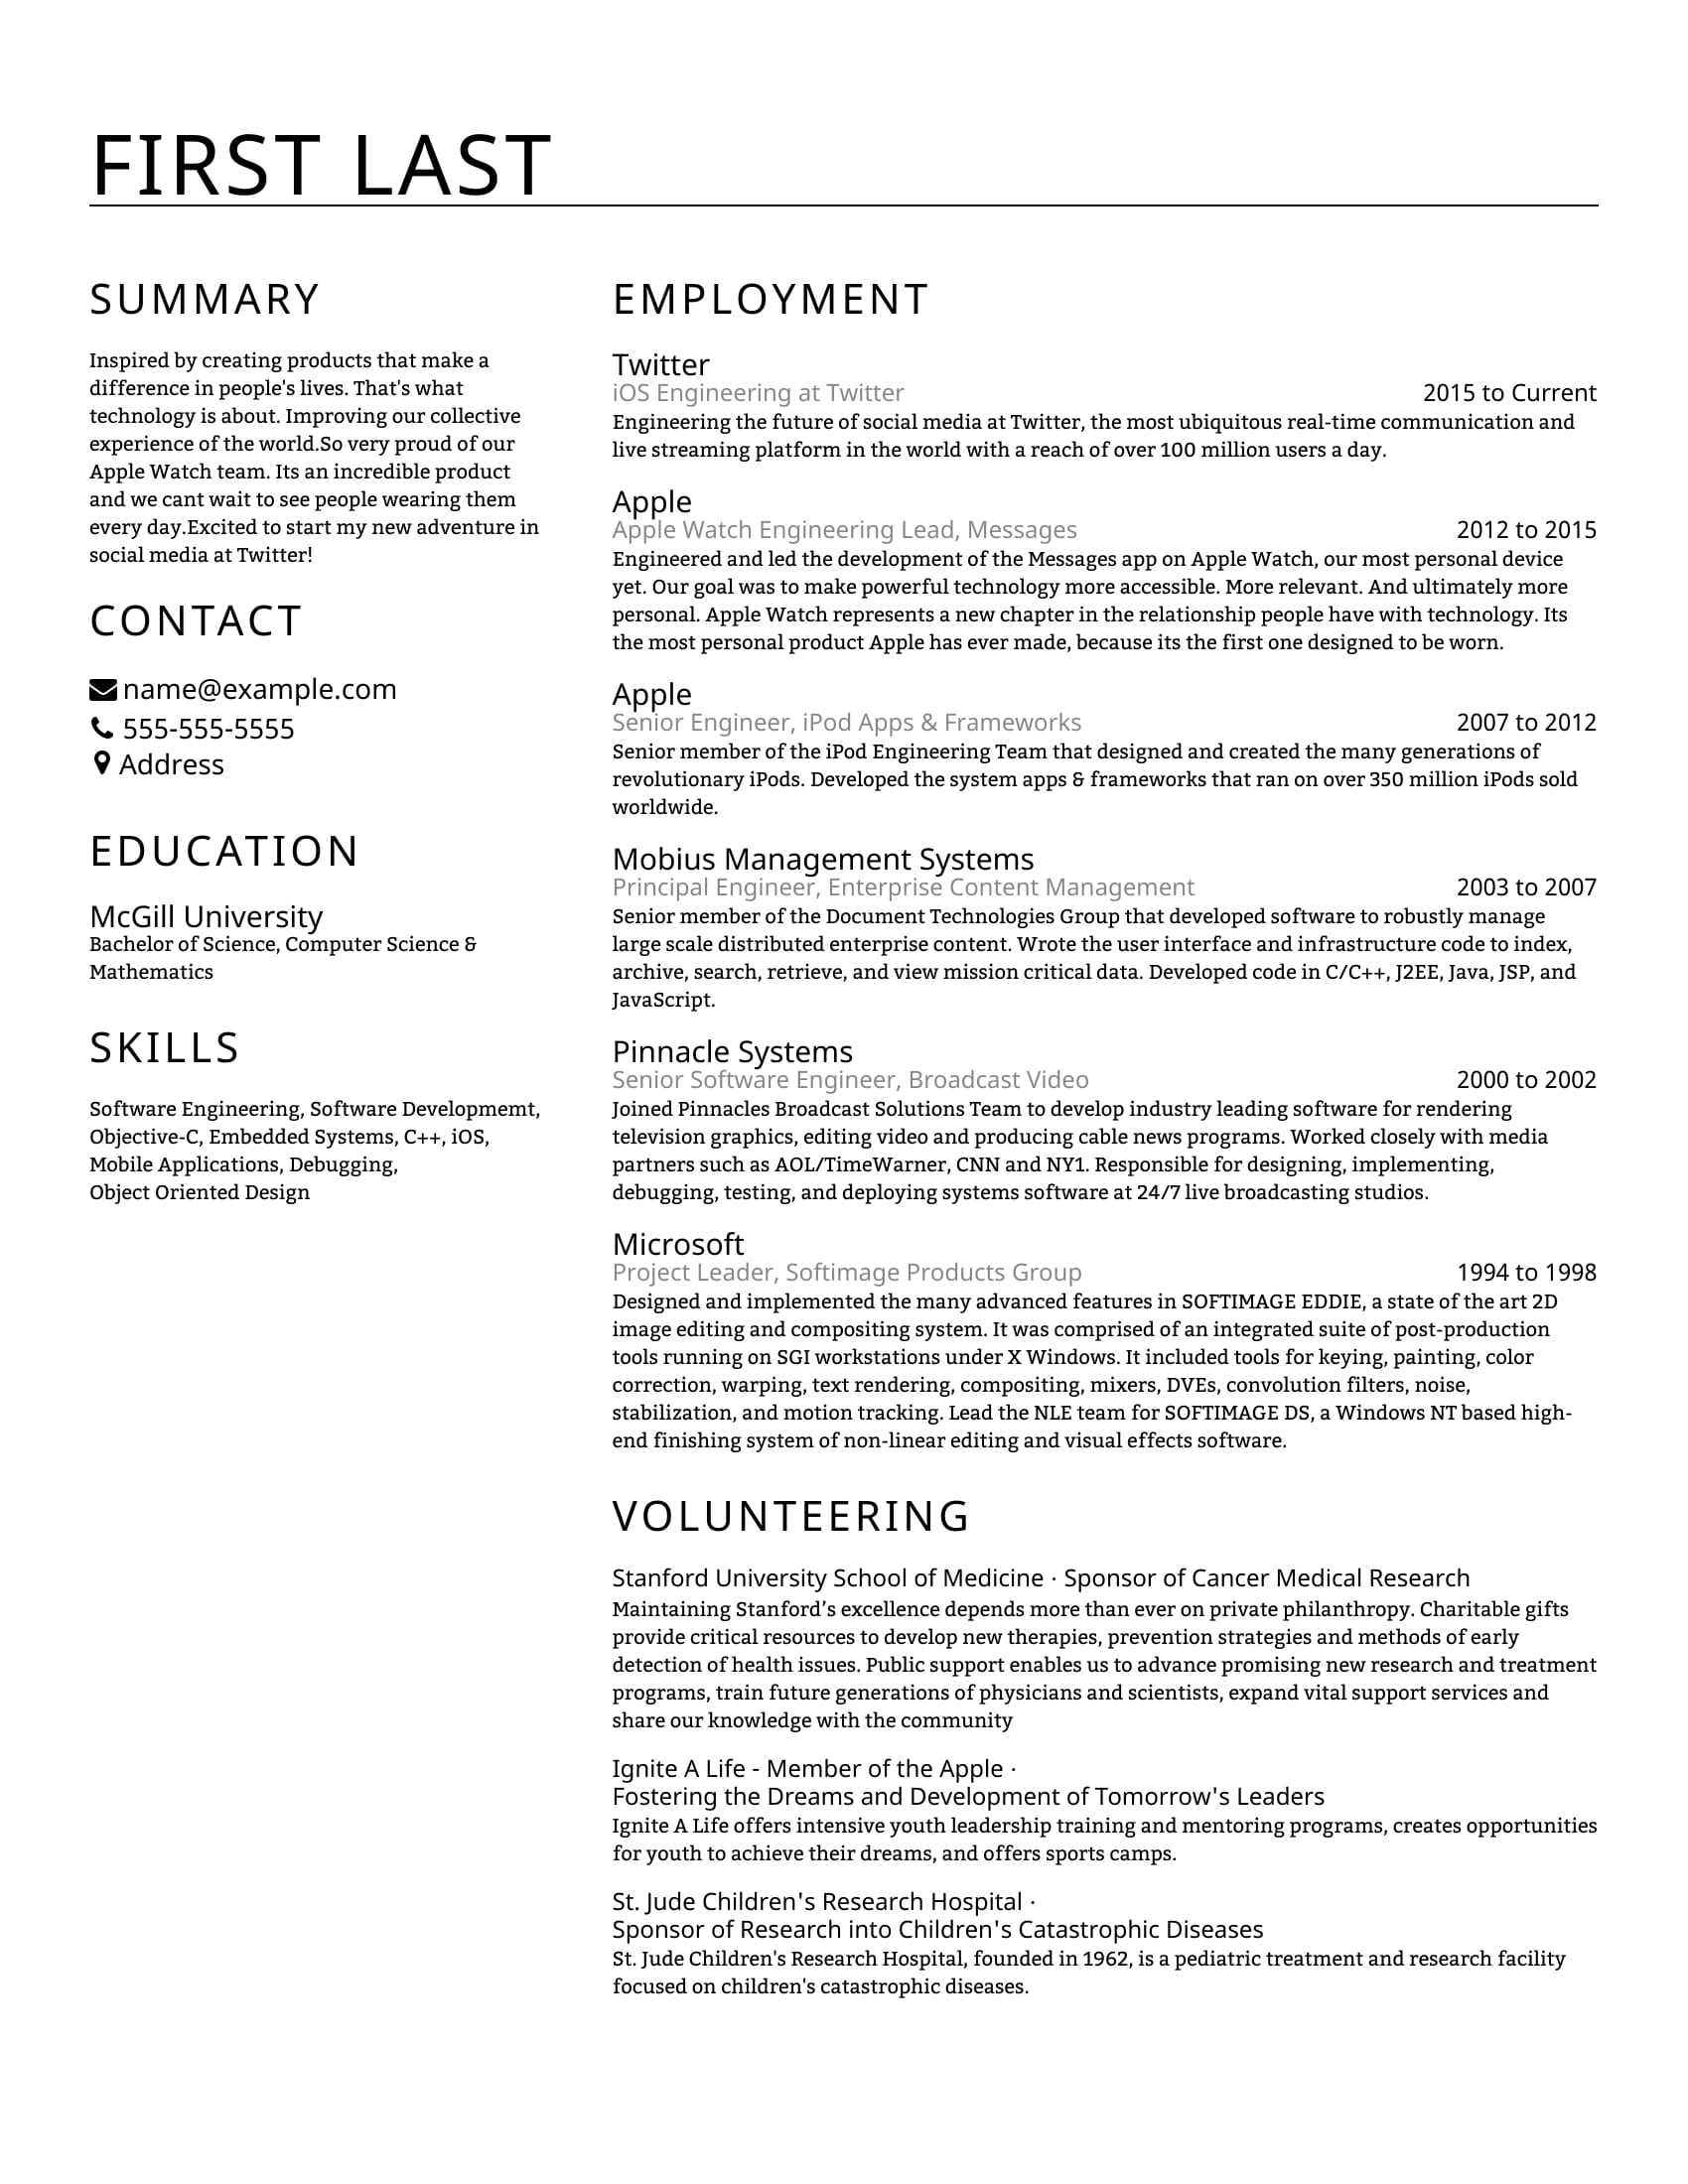 FIRST LAST
SUMMARY
Inspired by creating products that make a
difference in people's lives. That's what
technology is about. Improving our collective
experience of the world.So very proud of our
Apple Watch team. Its an incredible product
and we cant wait to see people wearing them
every day.Excited to start my new adventure in
social media at Twitter!
CONTACT
name@example.com
555-555-5555
Address
EDUCATION
McGill University
Bachelor of Science, Computer Science &
Mathematics
SKILLS
Software Engineering, Software Developmemt,
Objective-C, Embedded Systems, C++, iOS,
Mobile Applications, Debugging,
Object Oriented Design
EMPLOYMENT
Twitter
iOS Engineering at Twitter 2015 to Current
Engineering the future of social media at Twitter, the most ubiquitous real-time communication and
live streaming platform in the world with a reach of over 100 million users a day.
Apple
Apple Watch Engineering Lead, Messages 2012 to 2015
Engineered and led the development of the Messages app on Apple Watch, our most personal device
yet. Our goal was to make powerful technology more accessible. More relevant. And ultimately more
personal. Apple Watch represents a new chapter in the relationship people have with technology. Its
the most personal product Apple has ever made, because its the first one designed to be worn.
Apple
Senior Engineer, iPod Apps & Frameworks 2007 to 2012
Senior member of the iPod Engineering Team that designed and created the many generations of
revolutionary iPods. Developed the system apps & frameworks that ran on over 350 million iPods sold
worldwide.
Mobius Management Systems
Principal Engineer, Enterprise Content Management 2003 to 2007
Senior member of the Document Technologies Group that developed software to robustly manage
large scale distributed enterprise content. Wrote the user interface and infrastructure code to index,
archive, search, retrieve, and view mission critical data. Developed code in C/C++, J2EE, Java, JSP, and
JavaScript.
Pinnacle Systems
Senior Software Engineer, Broadcast Video 2000 to 2002
Joined Pinnacles Broadcast Solutions Team to develop industry leading software for rendering
television graphics, editing video and producing cable news programs. Worked closely with media
partners such as AOL/TimeWarner, CNN and NY1. Responsible for designing, implementing,
debugging, testing, and deploying systems software at 24/7 live broadcasting studios.
Microsoft
Project Leader, Softimage Products Group 1994 to 1998
Designed and implemented the many advanced features in SOFTIMAGE EDDIE, a state of the art 2D
image editing and compositing system. It was comprised of an integrated suite of post-production
tools running on SGI workstations under X Windows. It included tools for keying, painting, color
correction, warping, text rendering, compositing, mixers, DVEs, convolution filters, noise,
stabilization, and motion tracking. Lead the NLE team for SOFTIMAGE DS, a Windows NT based high-
end finishing system of non-linear editing and visual effects software.
VOLUNTEERING
Stanford University School of Medicine · Sponsor of Cancer Medical Research
Maintaining Stanford’s excellence depends more than ever on private philanthropy. Charitable gifts
provide critical resources to develop new therapies, prevention strategies and methods of early
detection of health issues. Public support enables us to advance promising new research and treatment
programs, train future generations of physicians and scientists, expand vital support services and
share our knowledge with the community
Ignite A Life - Member of the Apple ·
Fostering the Dreams and Development of Tomorrow's Leaders
Ignite A Life offers intensive youth leadership training and mentoring programs, creates opportunities
for youth to achieve their dreams, and offers sports camps.
St. Jude Children's Research Hospital ·
Sponsor of Research into Children's Catastrophic Diseases
St. Jude Children's Research Hospital, founded in 1962, is a pediatric treatment and research facility
focused on children's catastrophic diseases.